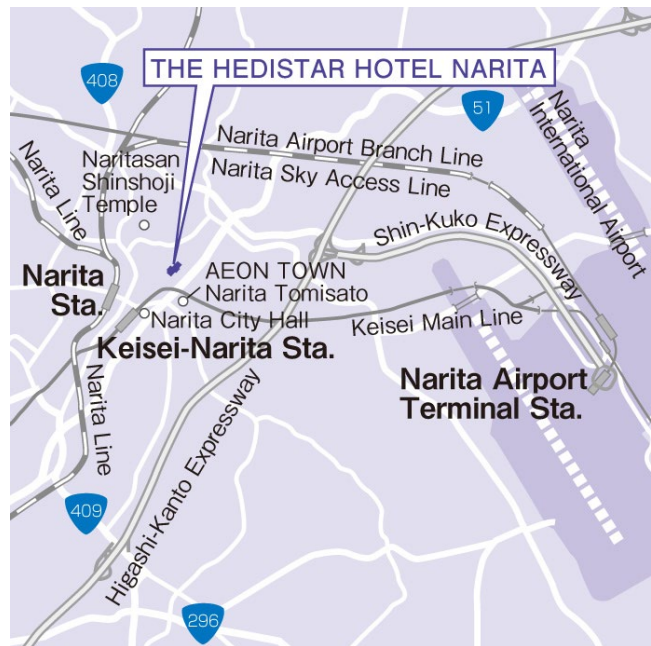 408
THE HEDISTAR HOTEL NARITA
51
Narita
International Airport
Narita Airport Branch Line
Narita Sky Access Line
Narita Line
Naritasan
Shinshoji
Temple
Shin-Kuko Expressway
Narita
Sta.
AEON TOWN
Narita Tomisato
Narita City Hall
Keisei Main Line
Keisei-Narita Sta.
Narita Airport
Terminal Sta.
Narita Line
Higashi-Kanto Expressway
409
296